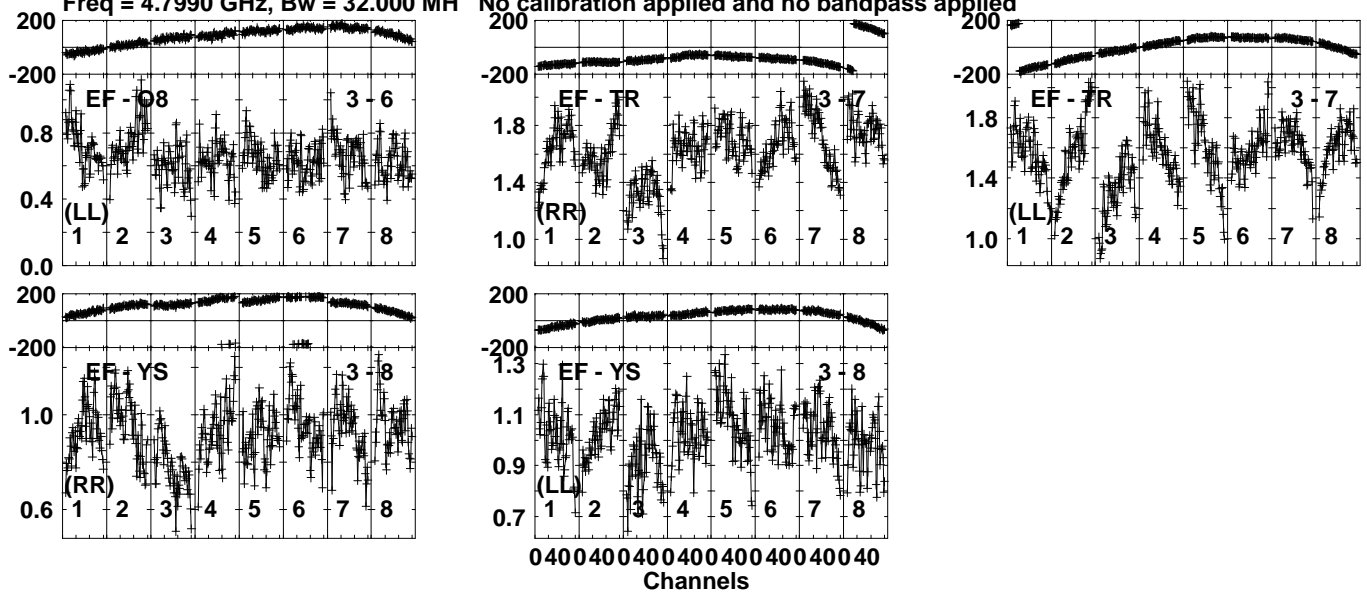 Freq = 4.7990 GHz, Bw = 32.000 MH No calibration applied and no bandpass applied
200
-200
EF - O8 3 - 6
0.8
0.4
0.0
(LL)
1 2 3 4 5 6 7 8
200
-200
EF - TR 3 - 7
1.8
1.4
1.0
(RR)
1 2 3 4 5 6 7 8
200
-200
EF - TR 3 - 7
1.8
1.4
1.0
(LL)
1 2 3 4 5 6 7 8
200
-200
EF - YS 3 - 8
1.0
0.6
(RR)
1 2 3 4 5 6 7 8
200
-200
1.3
EF - YS 3 - 8
1.1
0.9
0.7
(LL)
1 2 3 4 5 6 7 8
0 40 0 40 0 40 0 40 0 40 0 40 0 40 0 40
Channels